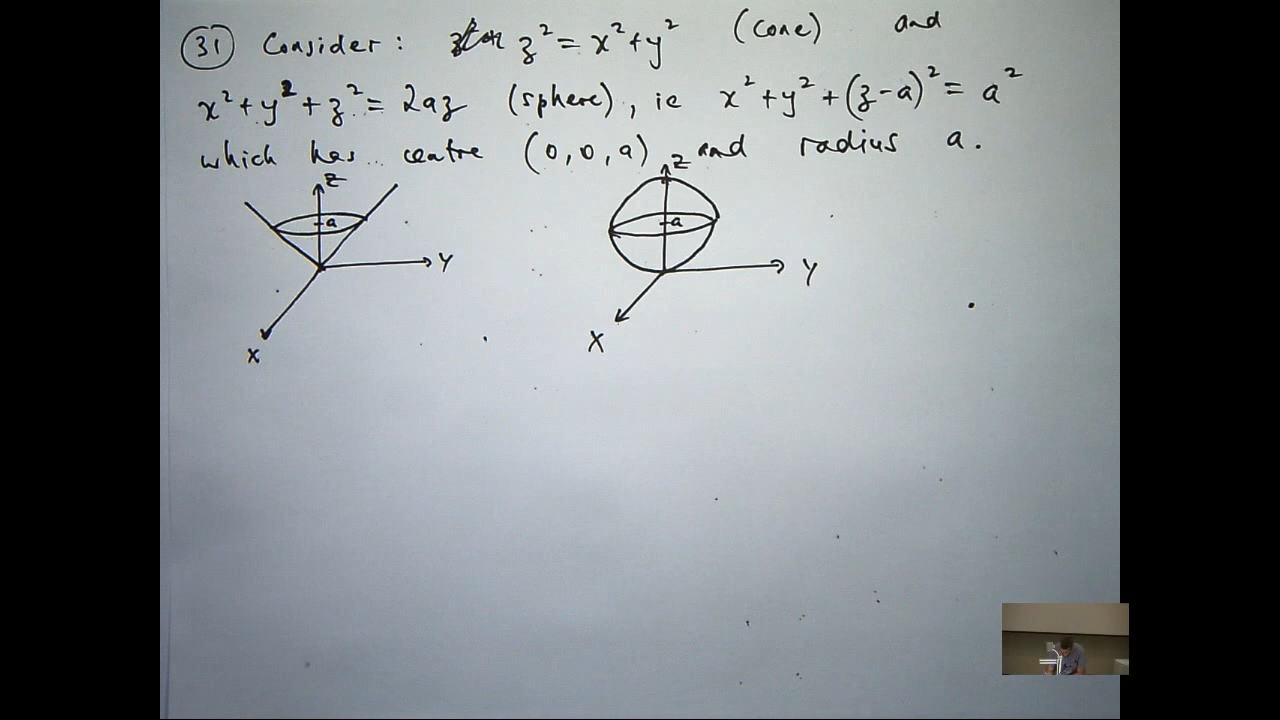 31 Consider: z² = x² + y² (cone) and
x² + y² + z² = 2az (sphere), ie x² + y² + (z-a)² = a²
which has centre (0,0,a) and radius a.
z z
a a
Y Y
X X